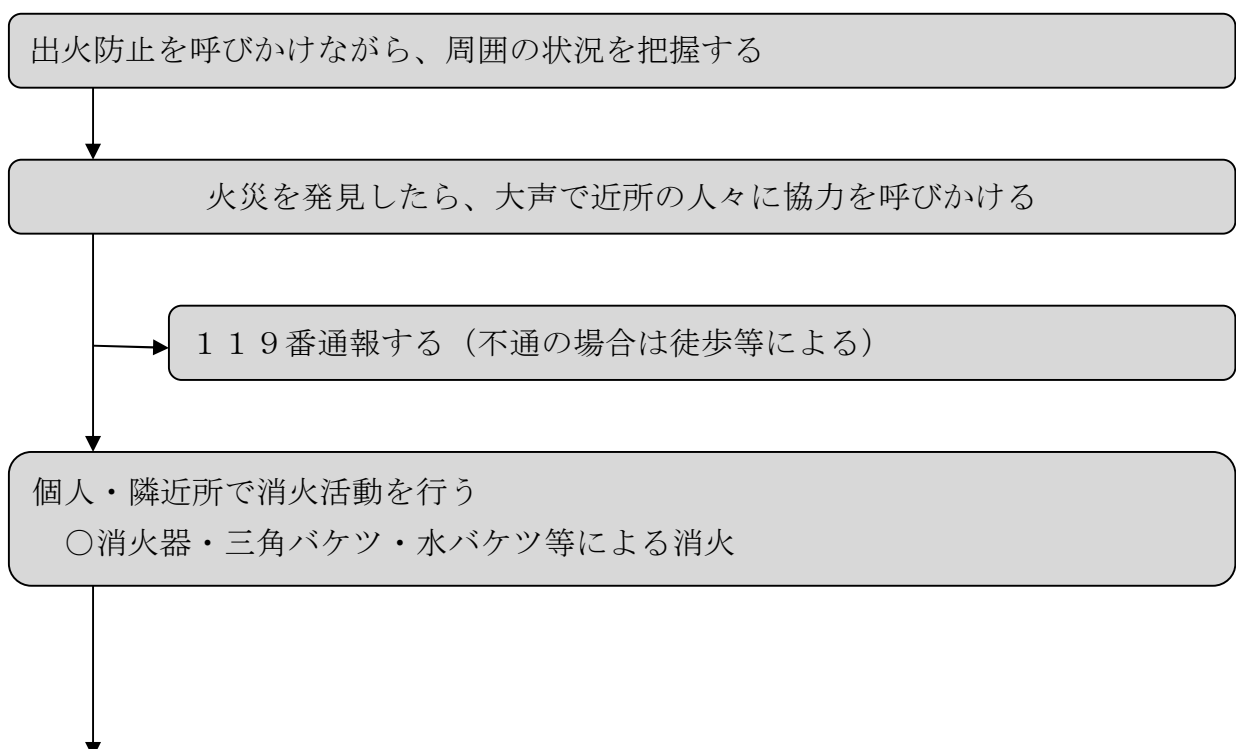 出火防止を呼びかけながら、周囲の状況を把握する
火災を発見したら、大声で近所の人々に協力を呼びかける
１１９番通報する（不通の場合は徒歩等による）
個人・隣近所で消火活動を行う
○消火器・三角バケツ・水バケツ等による消火